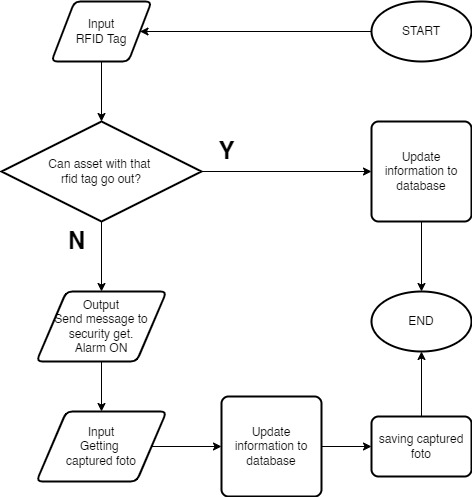 Input
RFID Tag
START
Can asset with that
rfid tag go out?
Y
Update
information to
database
N
Output
Send message to
security get.
Alarm ON
END
Input
Getting
captured foto
Update
information to
database
saving captured
foto